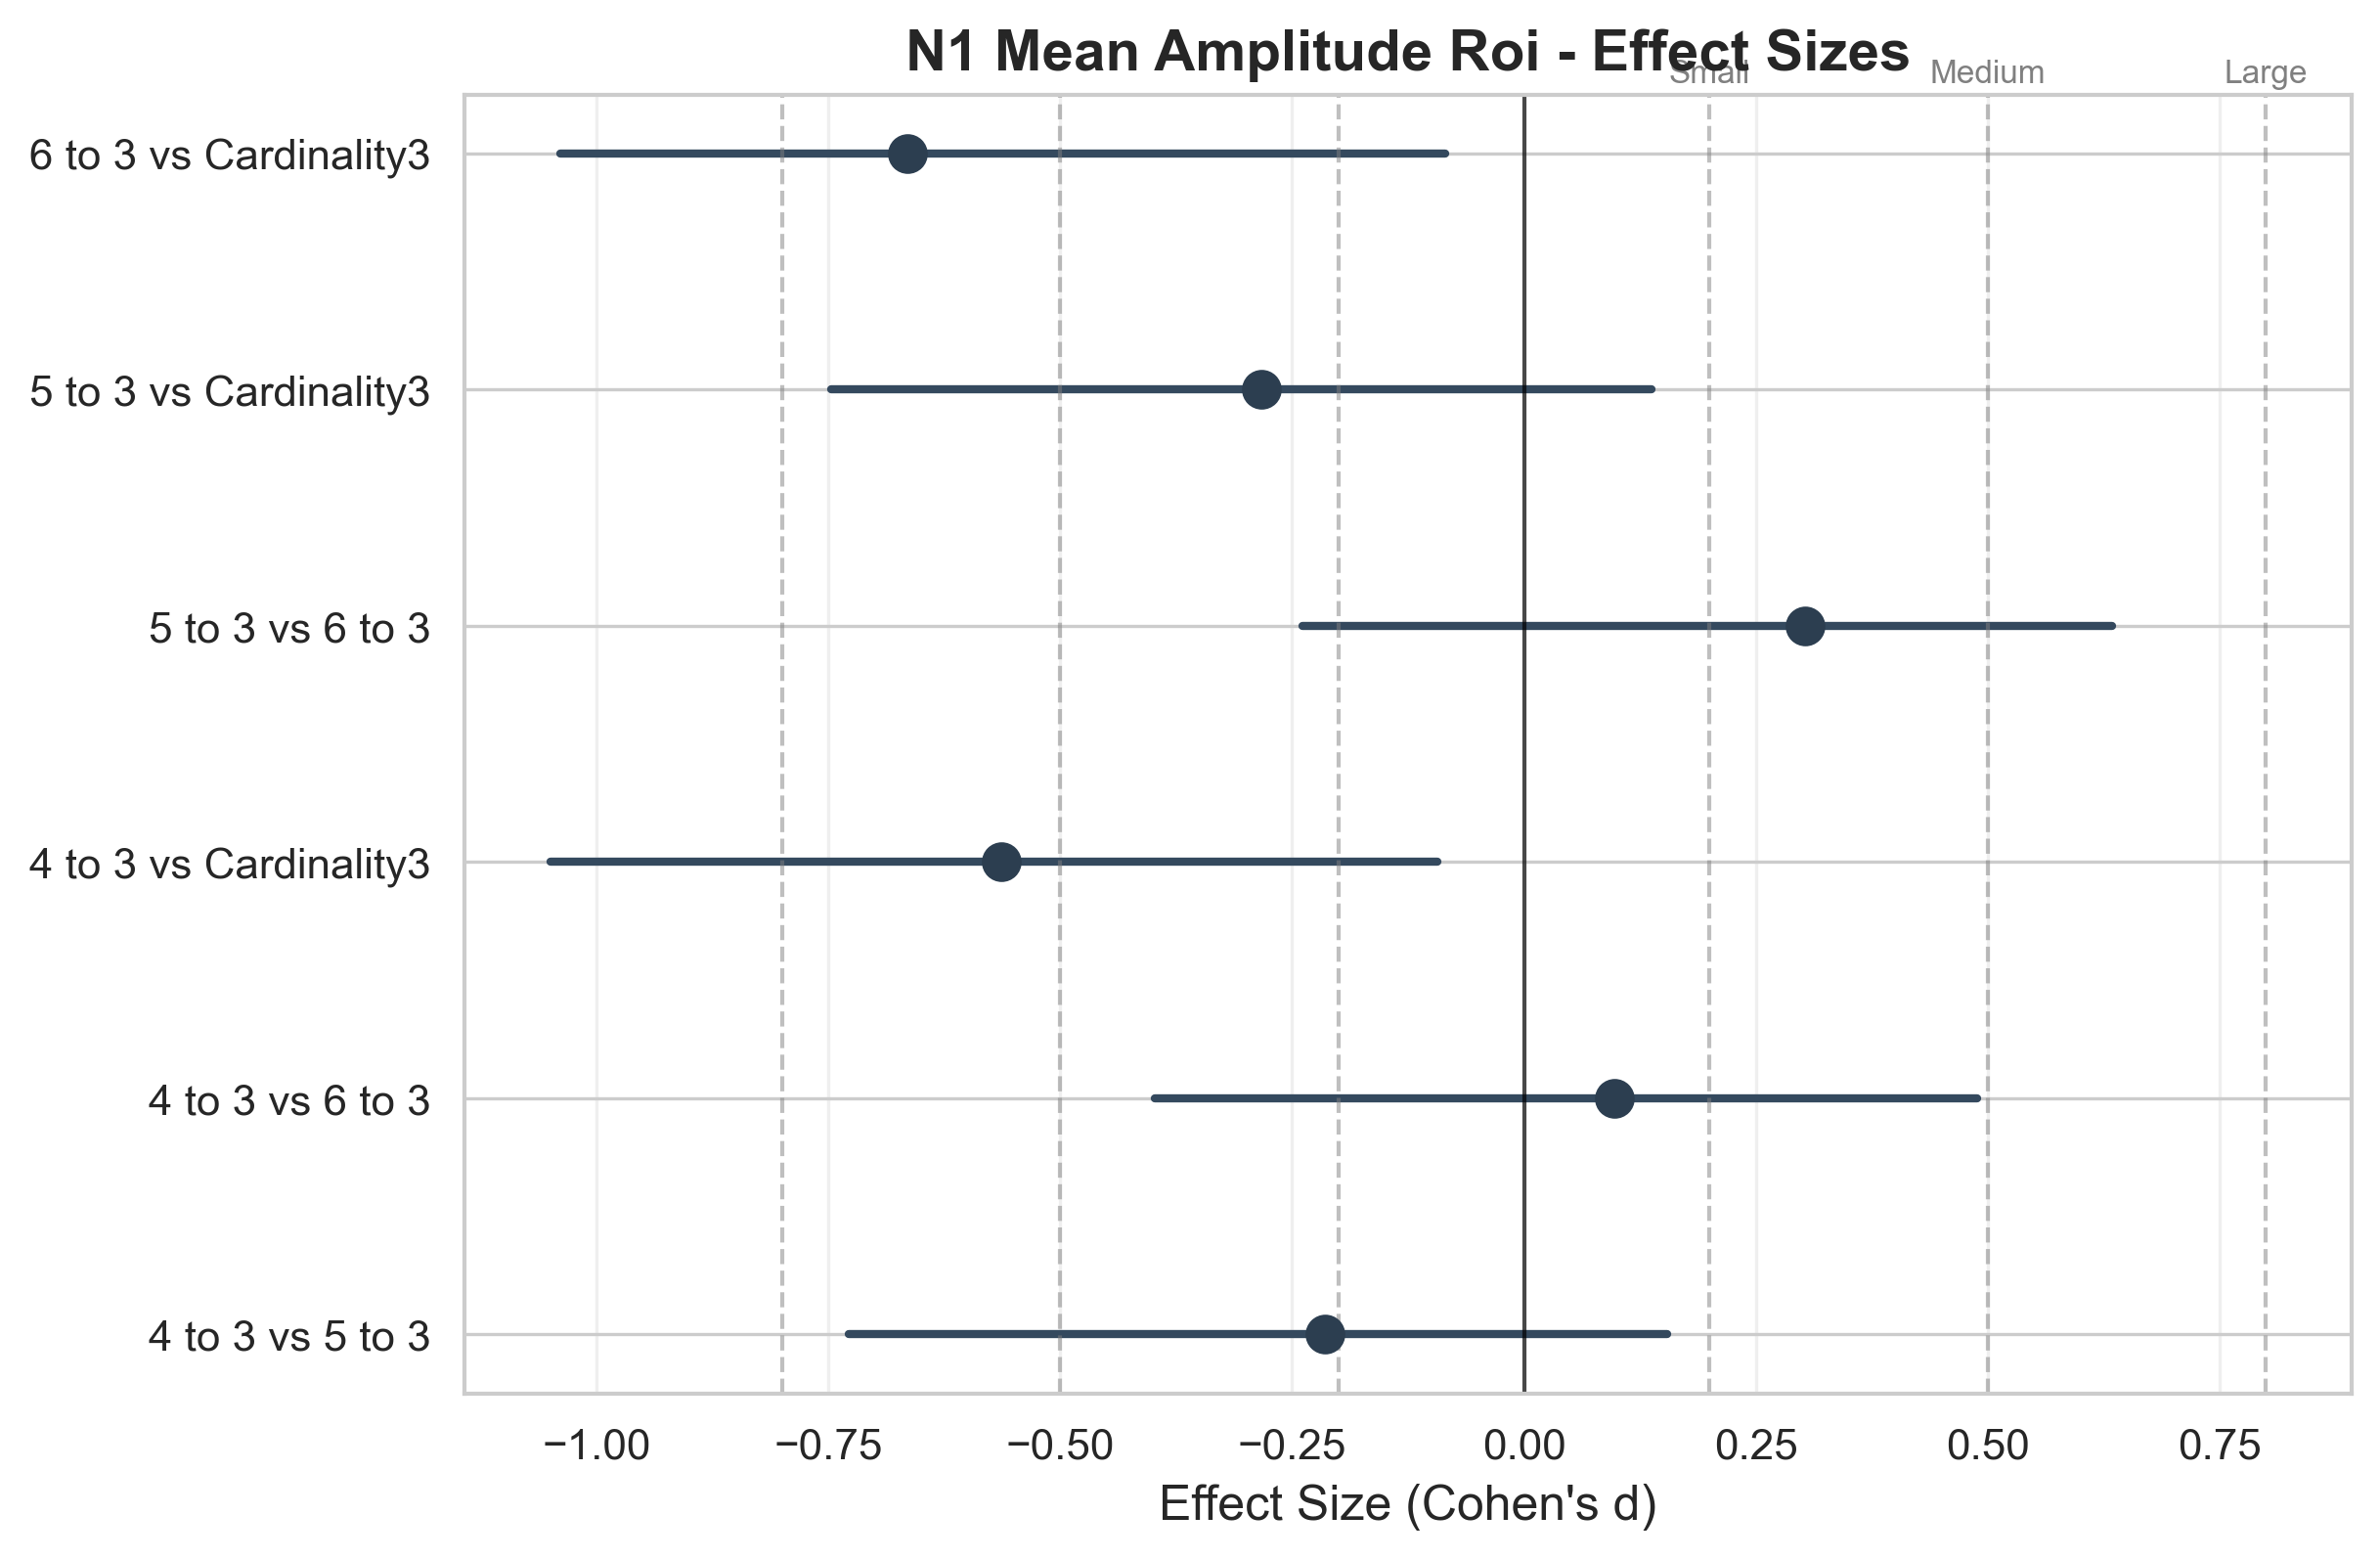 N1 Mean Amplitude Roi - Effect Sizes
Small Medium Large
6 to 3 vs Cardinality3
5 to 3 vs Cardinality3
5 to 3 vs 6 to 3
4 to 3 vs Cardinality3
4 to 3 vs 6 to 3
4 to 3 vs 5 to 3
−1.00 −0.75 −0.50 −0.25 0.00 0.25 0.50 0.75
Effect Size (Cohen's d)